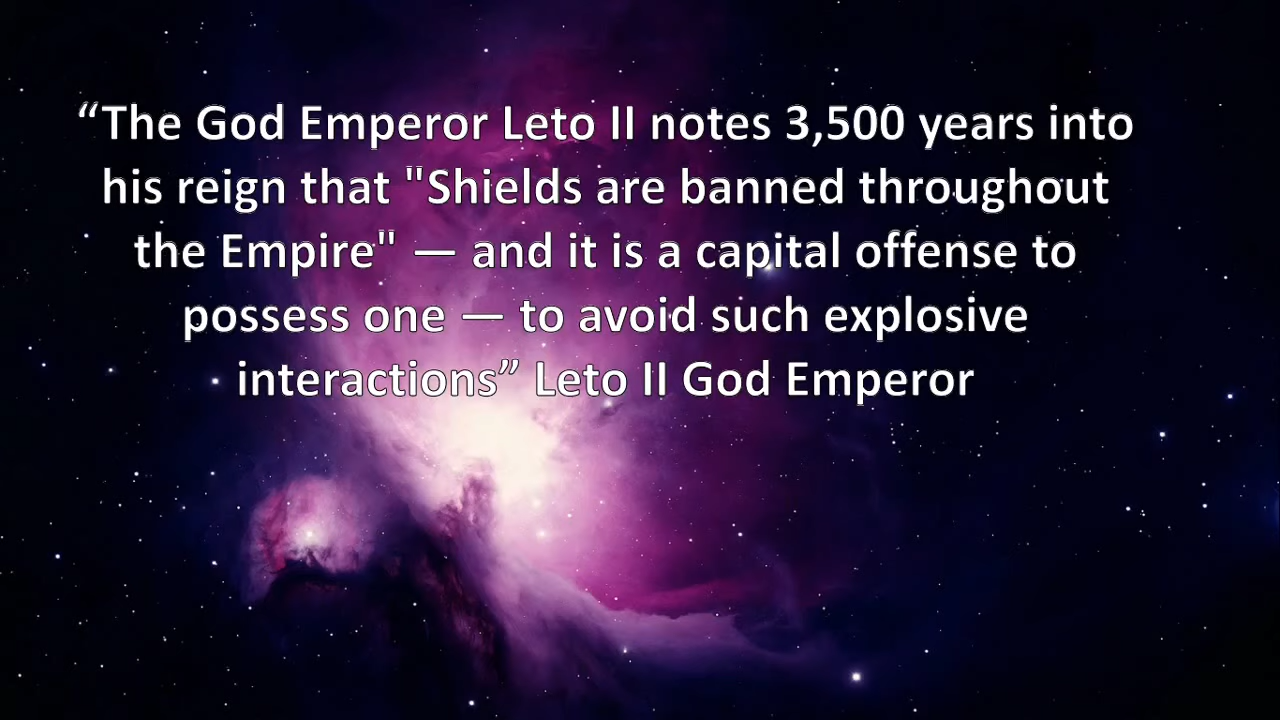 “The God Emperor Leto II notes 3,500 years into
his reign that "Shields are banned throughout
the Empire" — and it is a capital offense to
possess one — to avoid such explosive
interactions” Leto II God Emperor